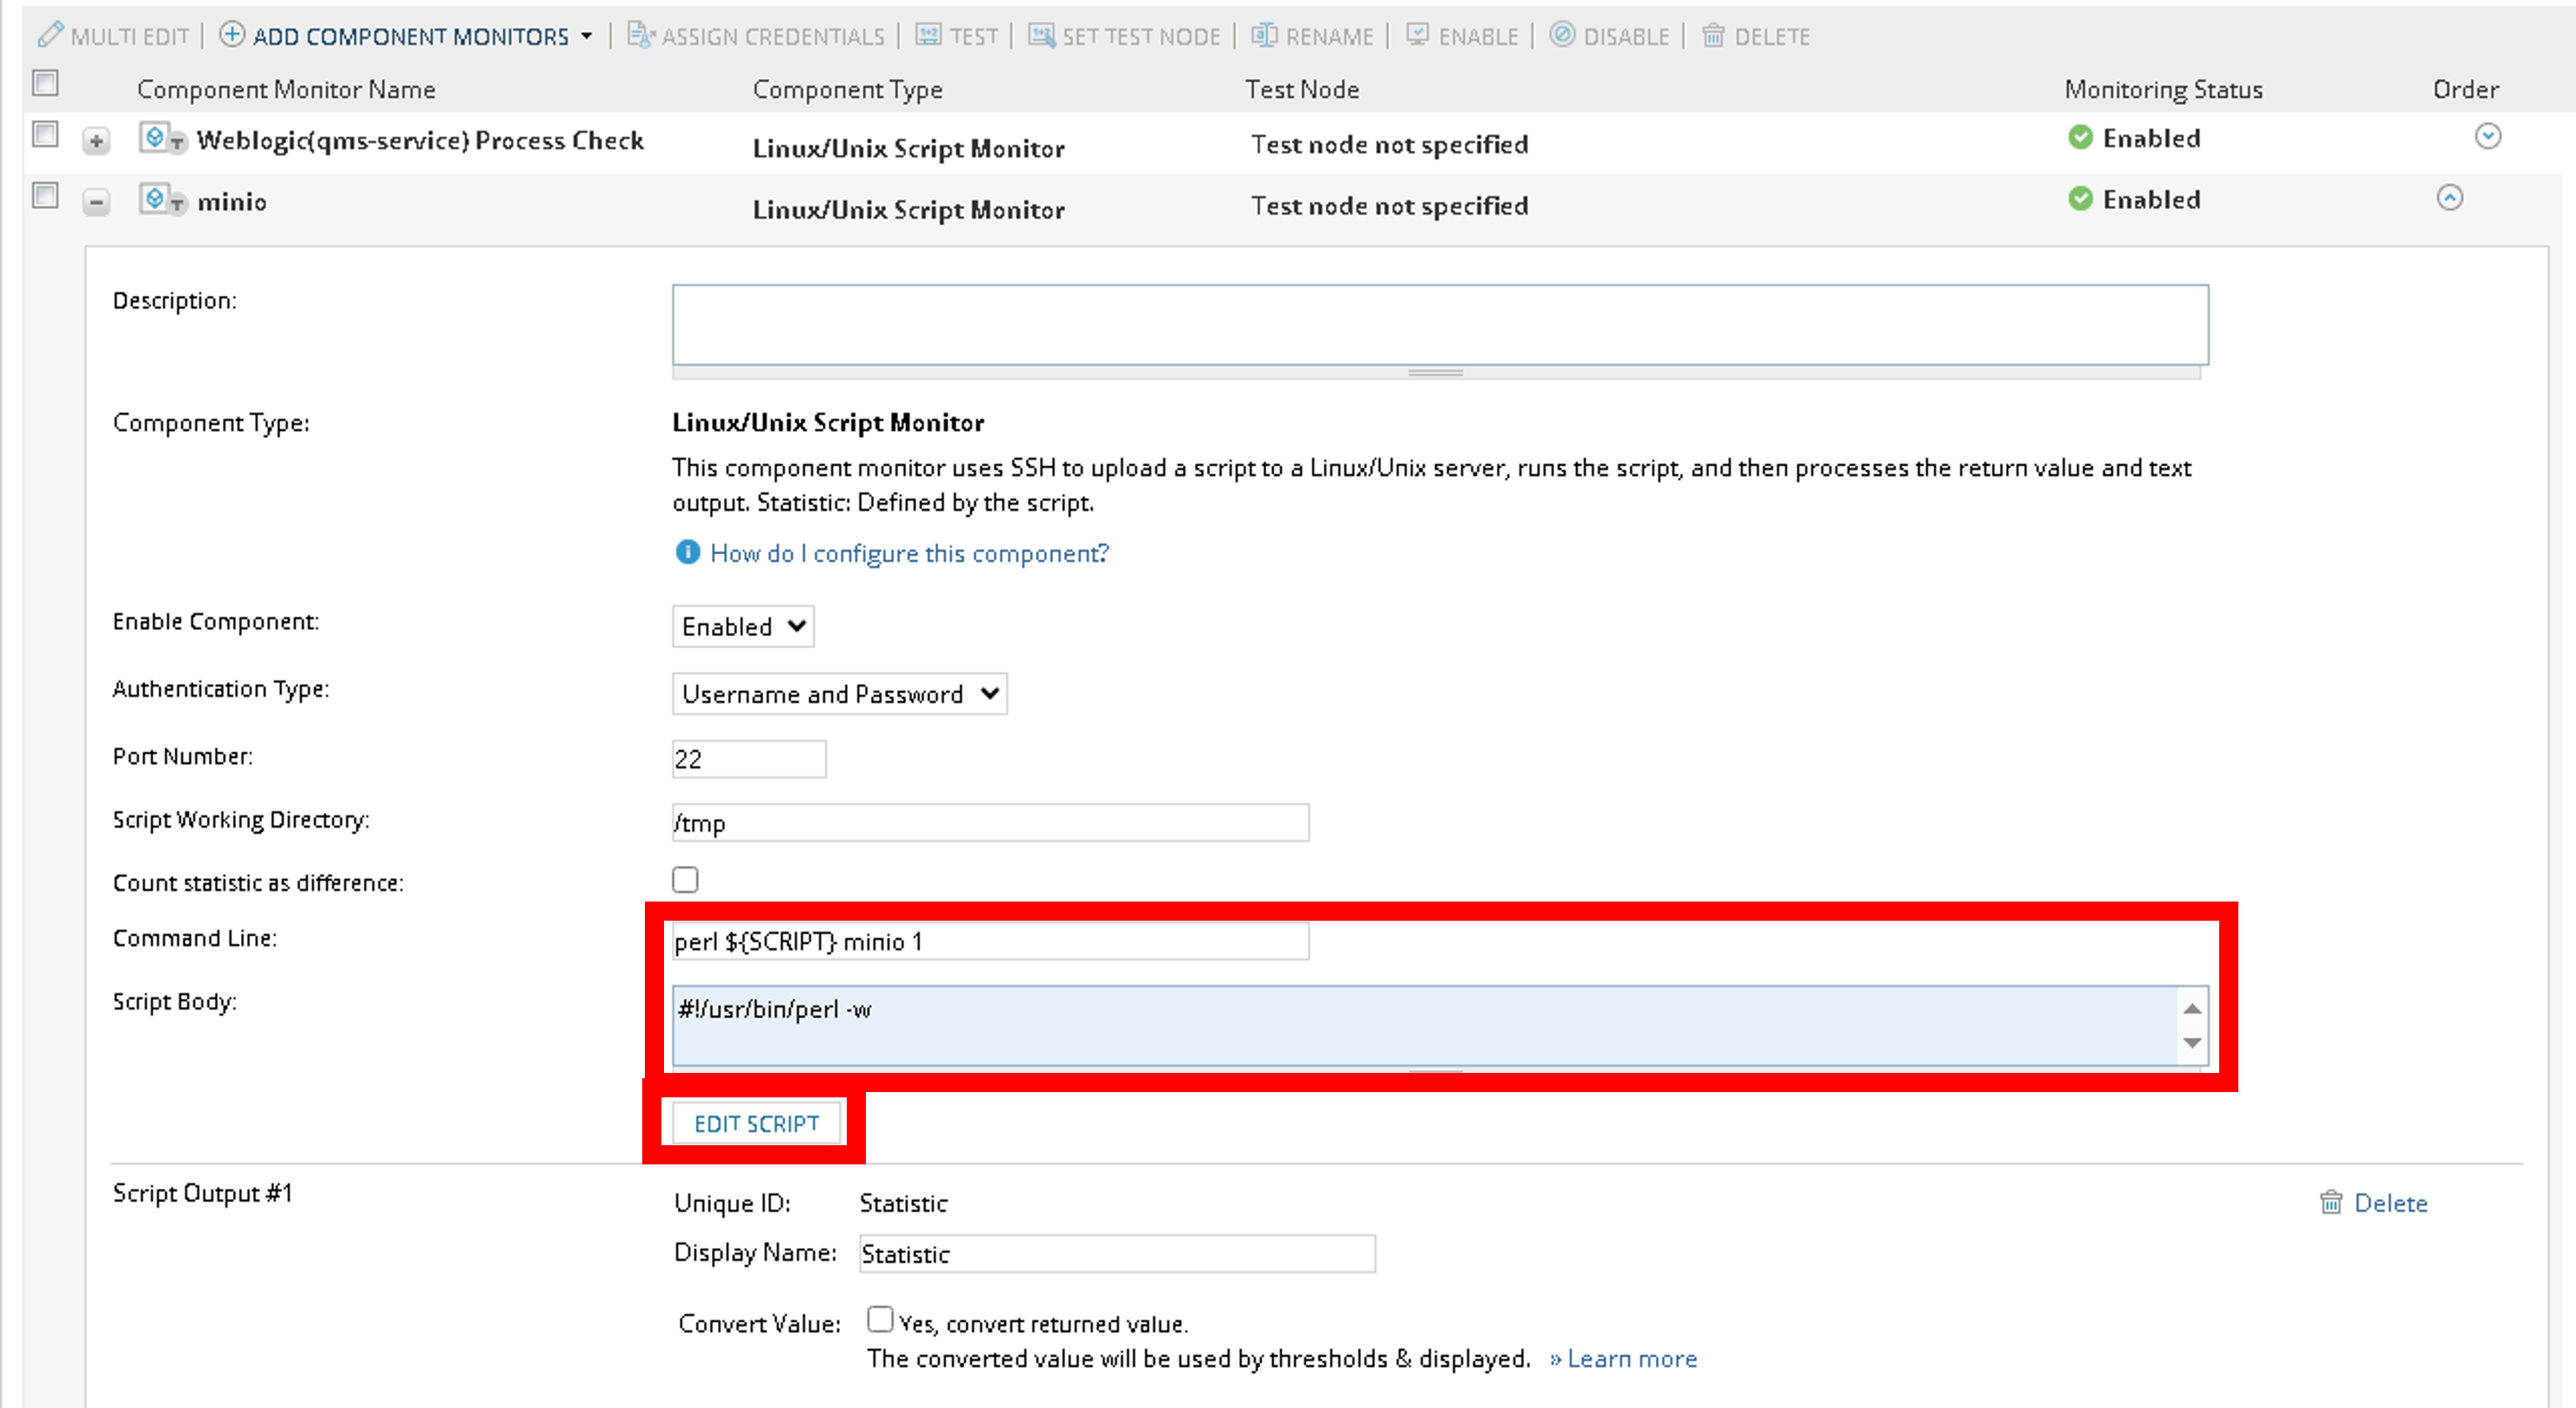 MULTI EDIT | ADD COMPONENT MONITORS | ASSIGN CREDENTIALS | TEST | SET TEST NODE | RENAME | ENABLE | DISABLE | DELETE
Component Monitor Name Component Type Test Node Monitoring Status Order
Weblogic(qms-service) Process Check Linux/Unix Script Monitor Test node not specified Enabled
minio Linux/Unix Script Monitor Test node not specified Enabled
Description:
Component Type: Linux/Unix Script Monitor
This component monitor uses SSH to upload a script to a Linux/Unix server, runs the script, and then processes the return value and text
output. Statistic: Defined by the script.
How do I configure this component?
Enable Component: Enabled
Authentication Type: Username and Password
Port Number: 22
Script Working Directory: /tmp
Count statistic as difference:
Command Line: perl ${SCRIPT} minio 1
Script Body: #!/usr/bin/perl -w
EDIT SCRIPT
Script Output #1
Unique ID: Statistic Delete
Display Name: Statistic
Convert Value: Yes, convert returned value.
The converted value will be used by thresholds & displayed. » Learn more